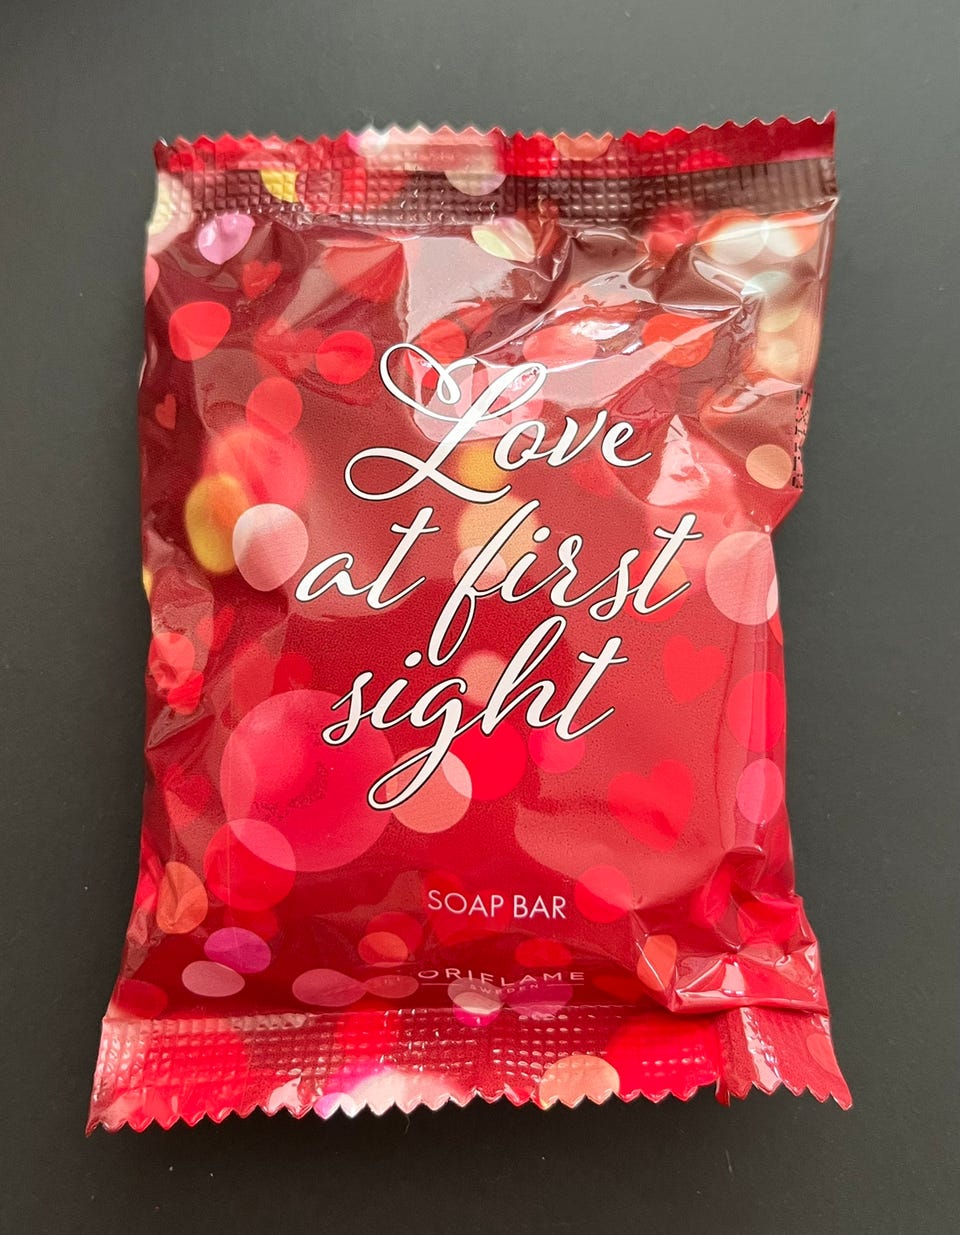 Love
at first
sight
SOAP BAR
ORIFLAME
SWEDEN